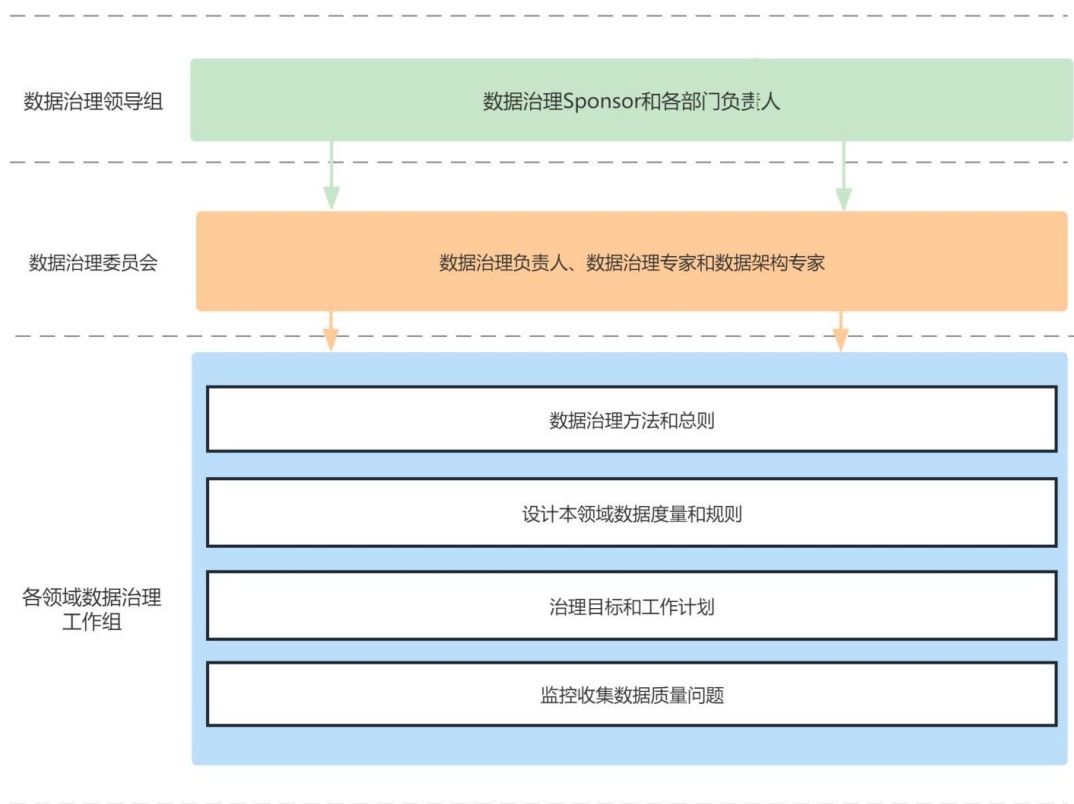 数据治理领导组
数据治理Sponsor和各部门负责人
数据治理委员会
数据治理负责人、数据治理专家和数据架构专家
数据治理方法和总则
设计本领域数据度量和规则
各领域数据治理
工作组
治理目标和工作计划
监控收集数据质量问题